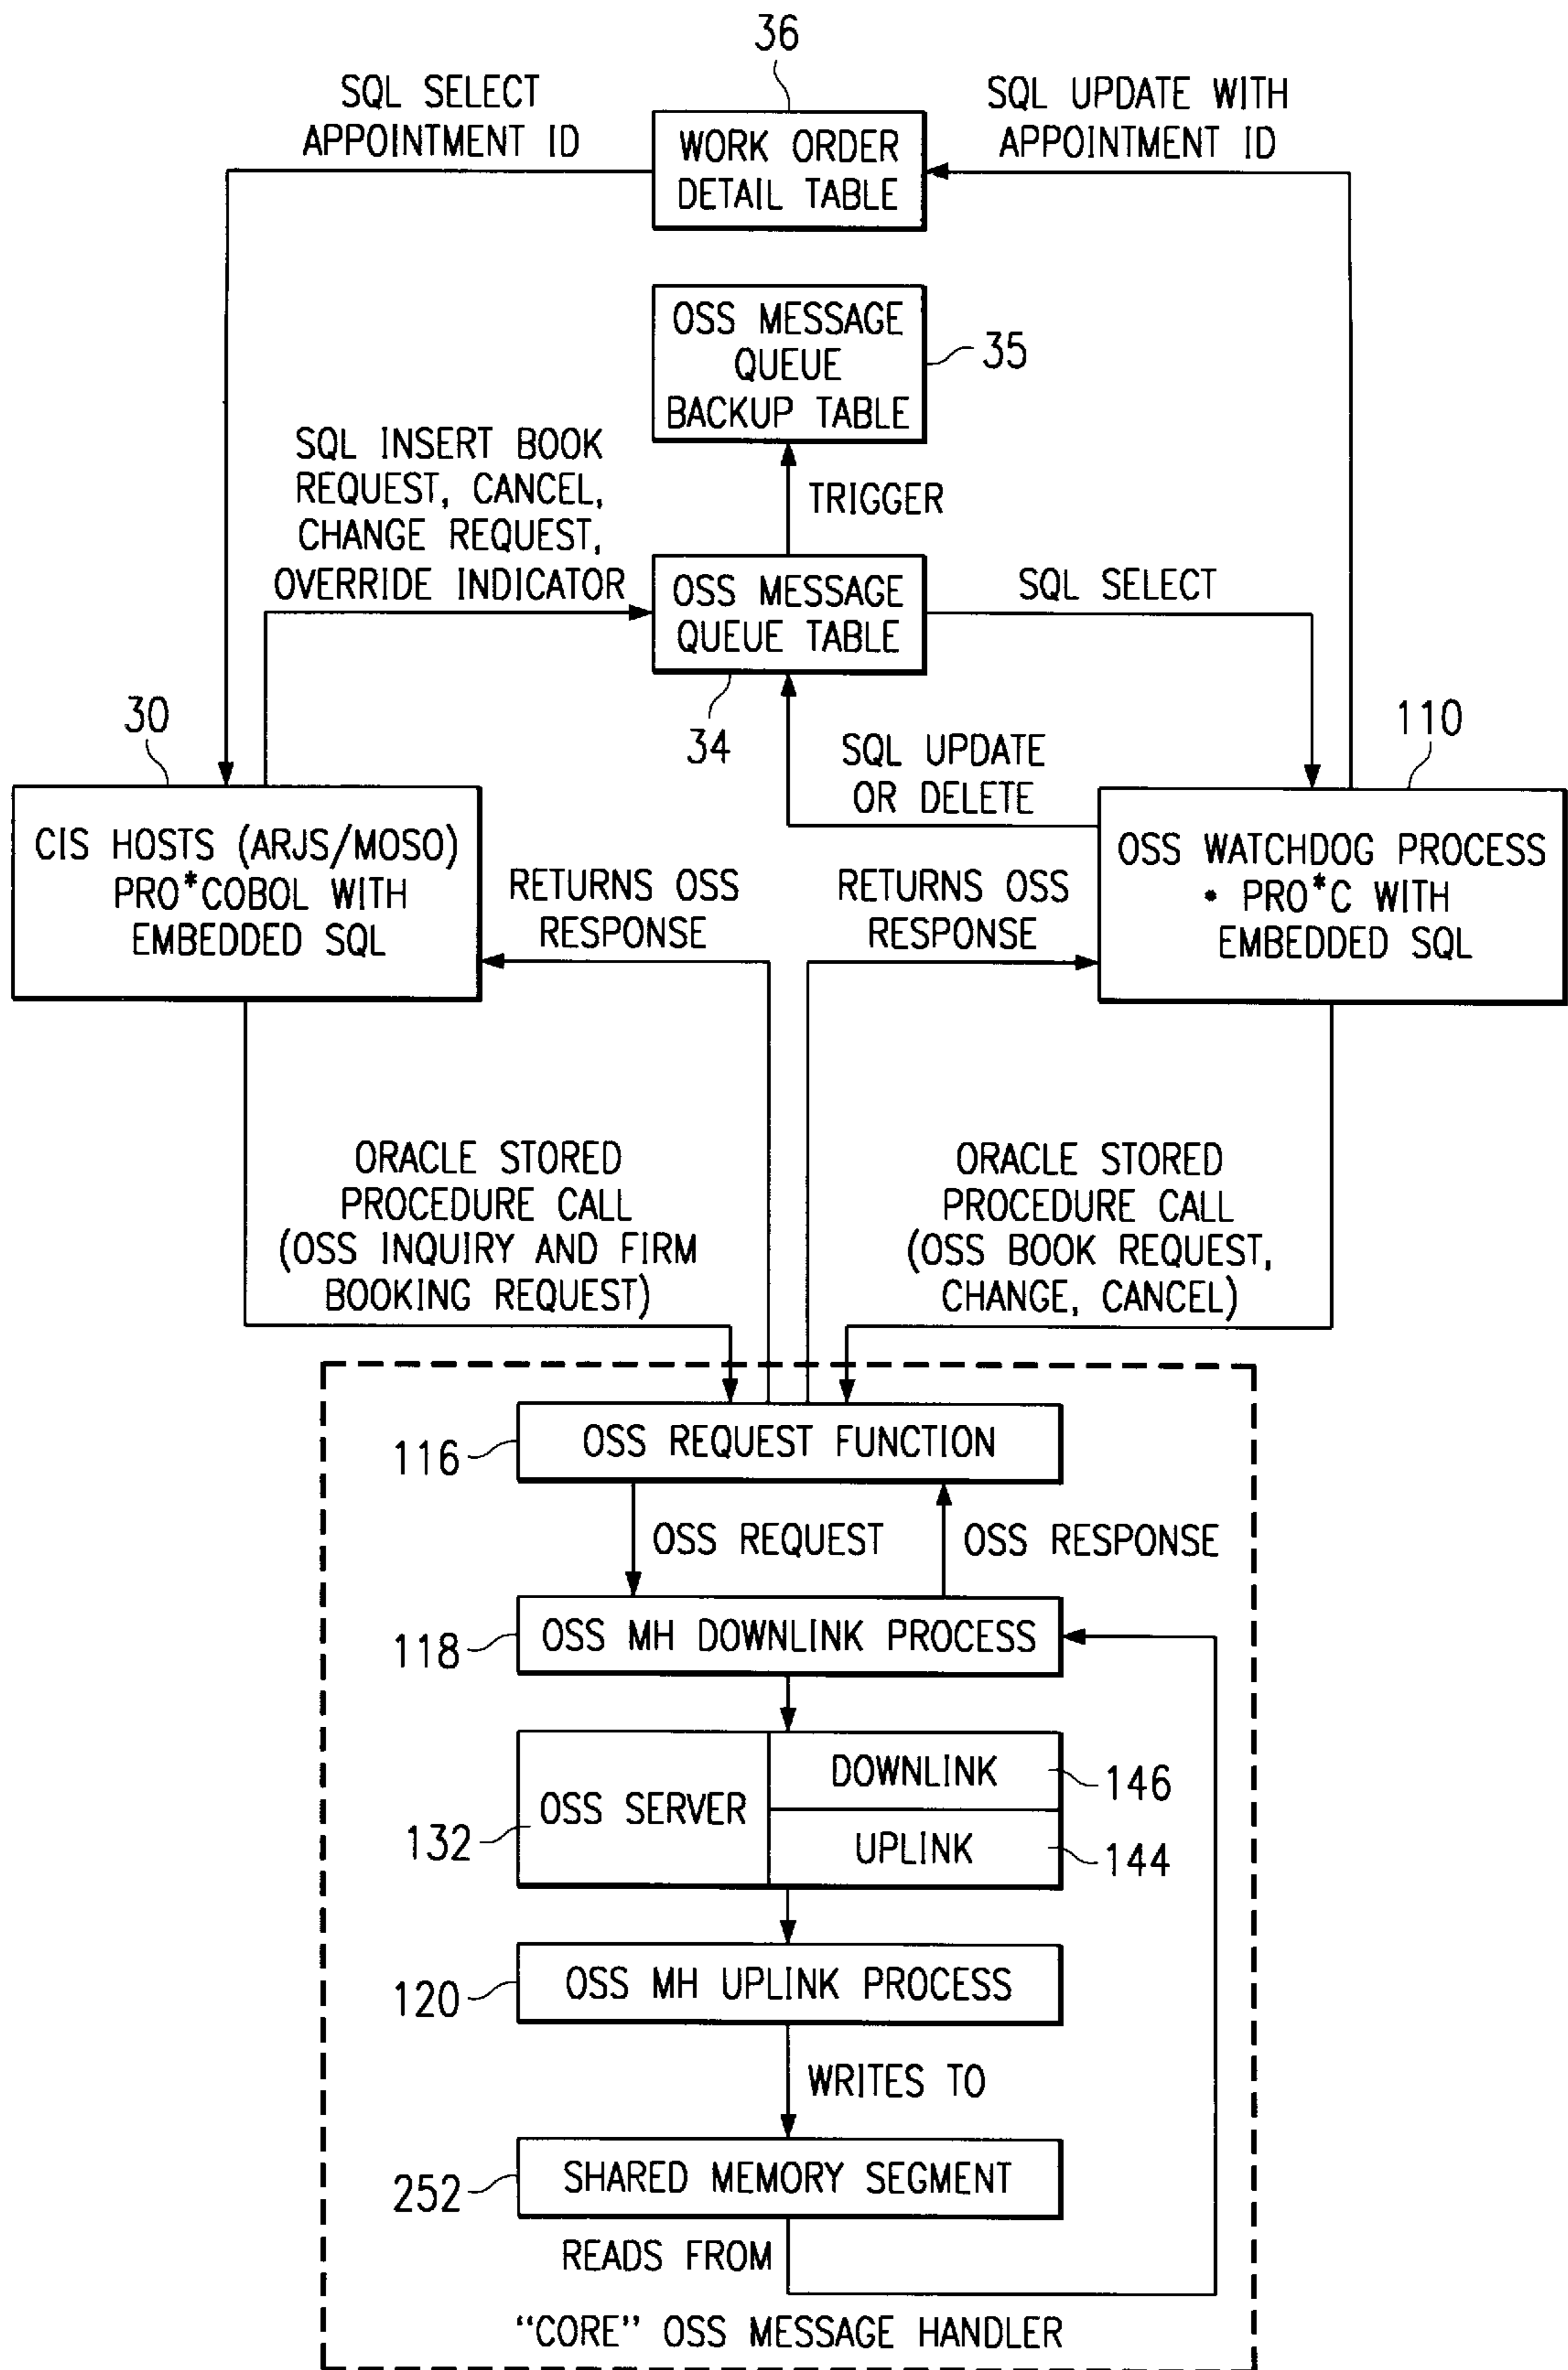 36
SQL SELECT
APPOINTMENT ID
SQL UPDATE WITH
APPOINTMENT ID
WORK ORDER
DETAIL TABLE
OSS MESSAGE
QUEUE
BACKUP TABLE
35
SQL INSERT BOOK
REQUEST, CANCEL,
CHANGE REQUEST,
OVERRIDE INDICATOR
TRIGGER
OSS MESSAGE
QUEUE TABLE
SQL SELECT
30
34
SQL UPDATE
OR DELETE
110
CIS HOSTS (ARJS/MOSO)
PRO*COBOL WITH
EMBEDDED SQL
RETURNS OSS
RESPONSE
RETURNS OSS
RESPONSE
OSS WATCHDOG PROCESS
• PRO*C WITH
EMBEDDED SQL
ORACLE STORED
PROCEDURE CALL
(OSS INQUIRY AND FIRM
BOOKING REQUEST)
ORACLE STORED
PROCEDURE CALL
(OSS BOOK REQUEST,
CHANGE, CANCEL)
116
OSS REQUEST FUNCTION
OSS REQUEST
OSS RESPONSE
118
OSS MH DOWNLINK PROCESS
OSS SERVER
132
DOWNLINK
146
UPLINK
144
120
OSS MH UPLINK PROCESS
WRITES TO
252
SHARED MEMORY SEGMENT
READS FROM
“CORE” OSS MESSAGE HANDLER